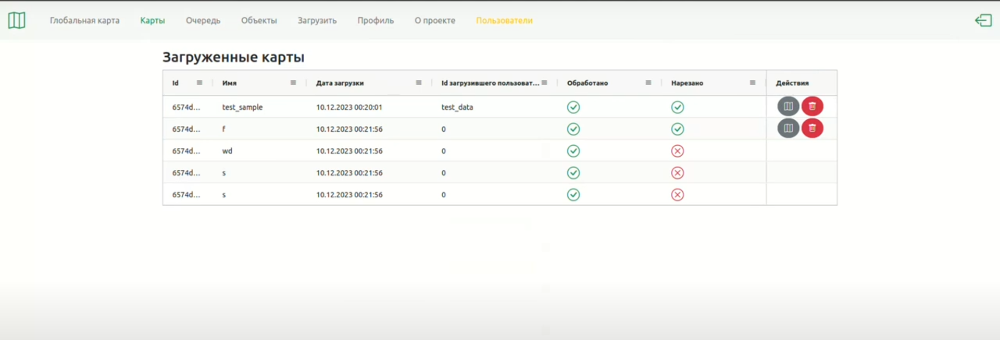 Глобальная карта Карты Очередь Объекты Загрузить Профиль О проекте Пользователи
Загруженные карты
Id Имя Дата загрузки Id загрузившего пользоват... Обработано Нарезано Действия
6574d... test_sample 10.12.2023 00:20:01 test_data
6574d... f 10.12.2023 00:21:56 0
6574d... wd 10.12.2023 00:21:56 0
6574d... s 10.12.2023 00:21:56 0
6574d... s 10.12.2023 00:21:56 0